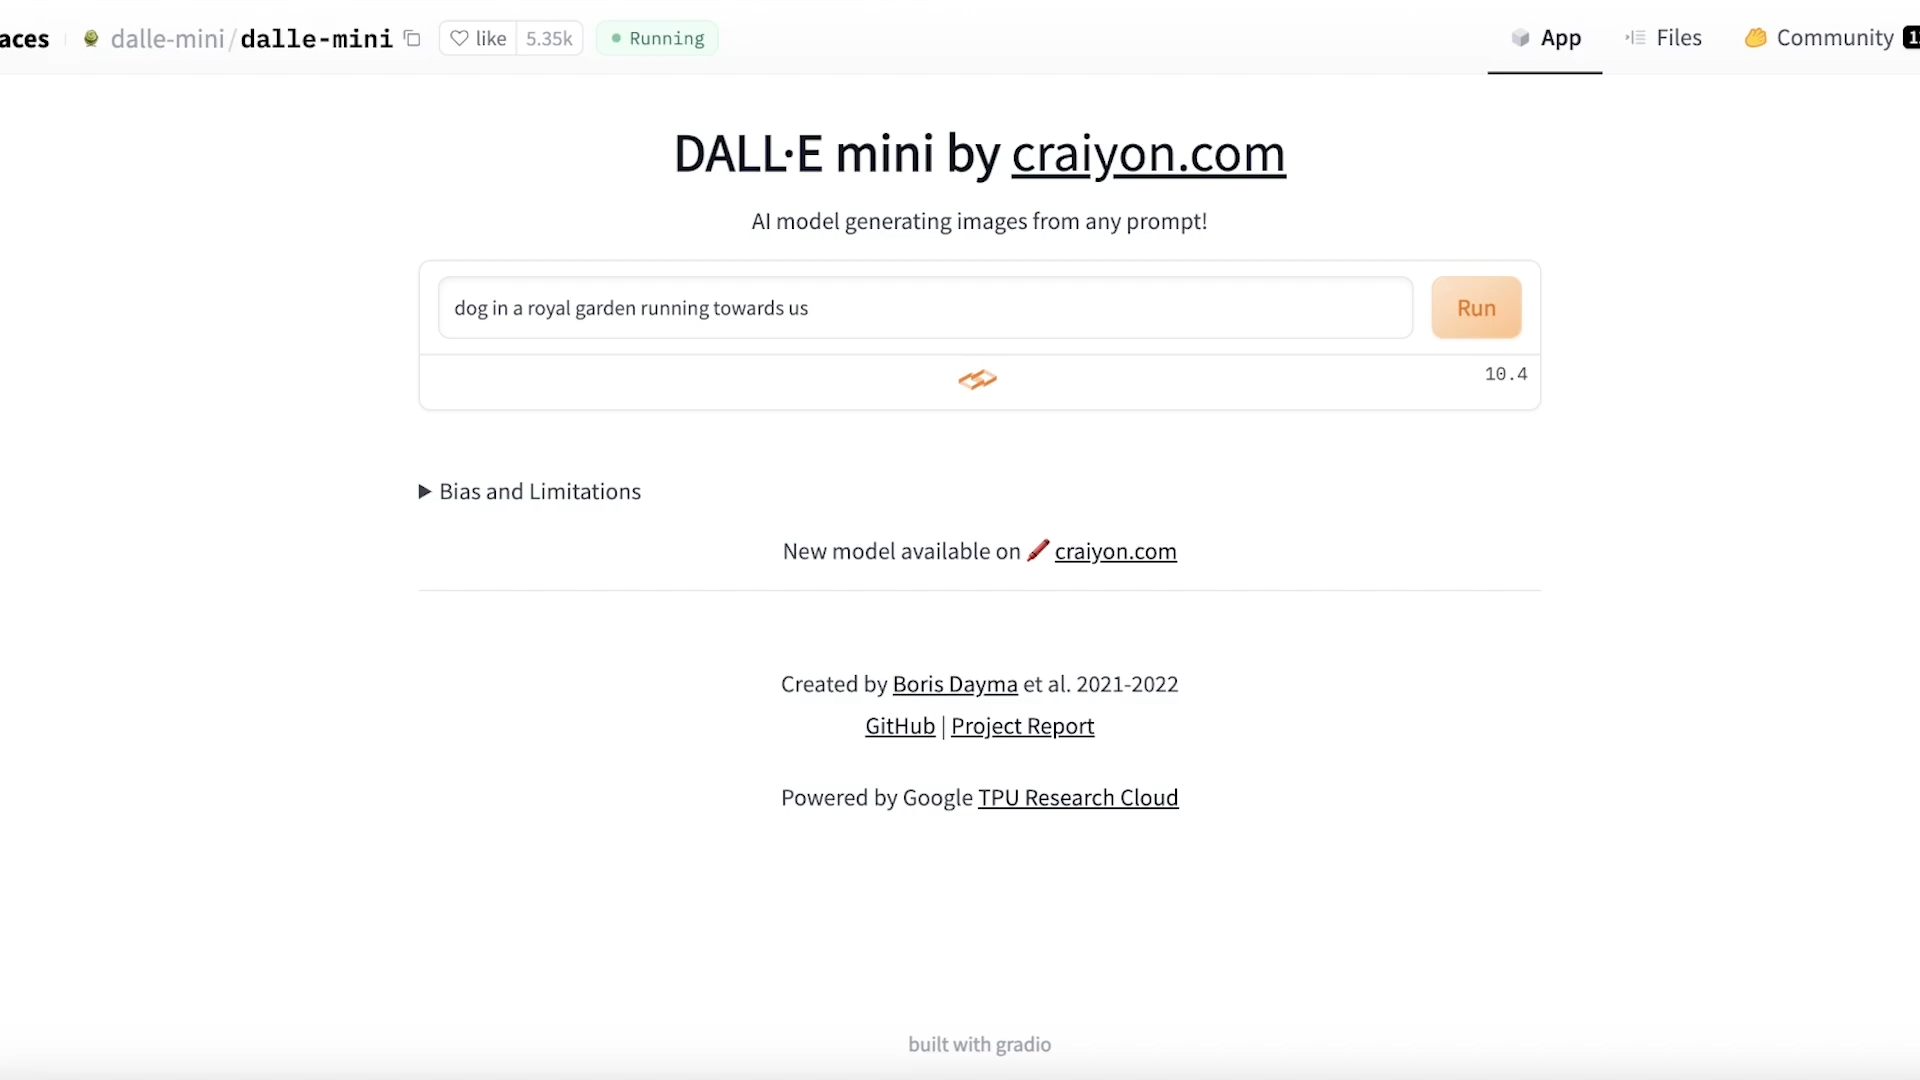 aces dalle-mini/dalle-mini like 5.35k Running App Files Community
DALL·E mini by craiyon.com
AI model generating images from any prompt!
dog in a royal garden running towards us Run
10.4
Bias and Limitations
New model available on craiyon.com
Created by Boris Dayma et al. 2021-2022
GitHub | Project Report
Powered by Google TPU Research Cloud
built with gradio